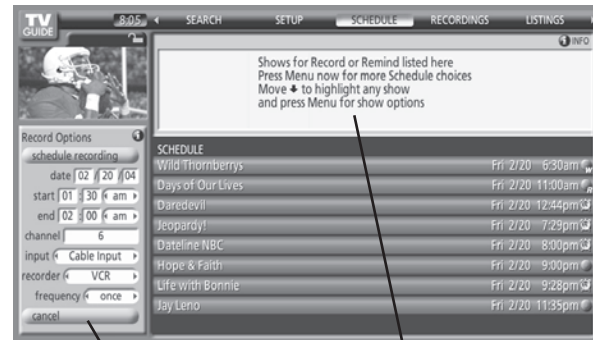 TV GUIDE
8:05 SEARCH SETUP SCHEDULE RECORDINGS LISTINGS
INFO
Shows for Record or Remind listed here
Press Menu now for more Schedule choices
Move to highlight any show
and press Menu for show options
Record Options
schedule recording
date 02 / 20 / 04
start 01 : 30 am
end 02 : 00 am
channel 6
input Cable Input
recorder VCR
frequency once
cancel
SCHEDULE
Wild Thornberrys Fri 2/20 6:30am W
Days of Our Lives Fri 2/20 11:00am R
Daredevil Fri 2/20 12:44pm
Jeopardy! Fri 2/20 7:29pm
Dateline NBC Fri 2/20 8:00pm
Hope & Faith Fri 2/20 9:00pm
Life with Bonnie Fri 2/20 9:28pm
Jay Leno Fri 2/20 11:35pm